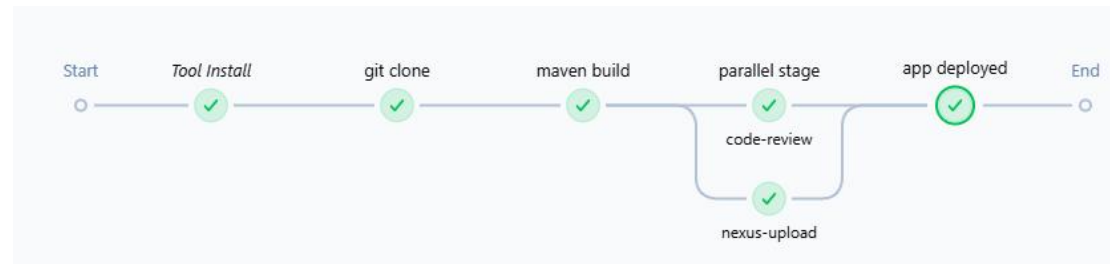 Start
Tool Install
git clone
maven build
parallel stage
app deployed
End
code-review
nexus-upload